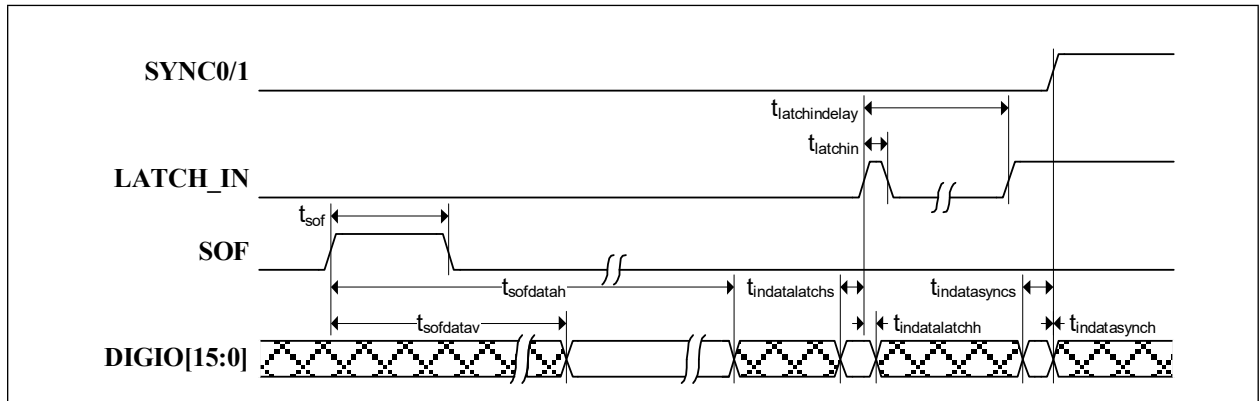 SYNC0/1
tlatchindelay
tlatchin
LATCH_IN
tsof
SOF
tsofdatah
tindatalatchs
tindatasyncs
tsofdatav
tindatalatchh
tindatasynch
DIGIO[15:0]